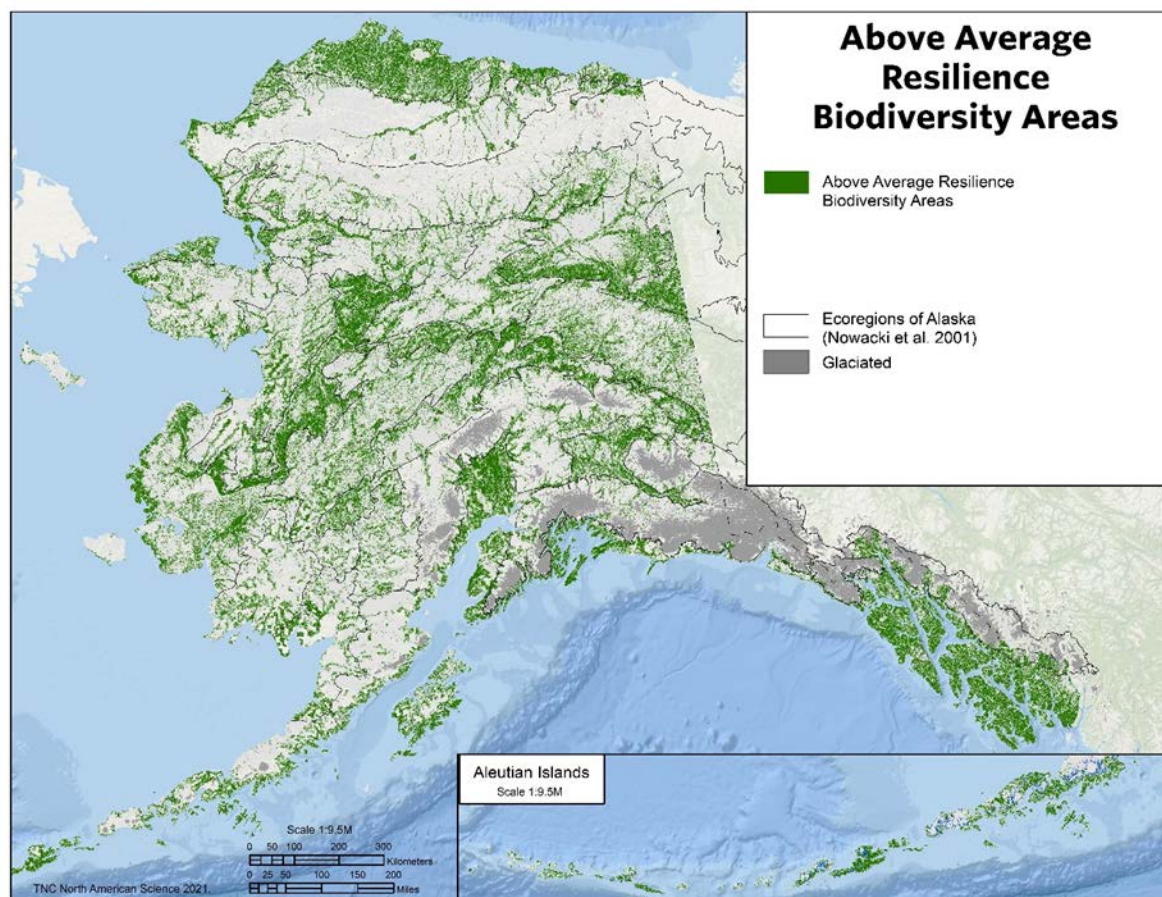 Above Average
Resilience
Biodiversity Areas
Above Average Resilience
Biodiversity Areas
Ecoregions of Alaska
(Nowacki et al. 2001)
Glaciated
Aleutian Islands
Scale 1:9.5M
Scale 1:9.5M
0 50 100 200 300
Kilometers
0 25 50 100 150 200
Miles
TNC North American Science 2021.